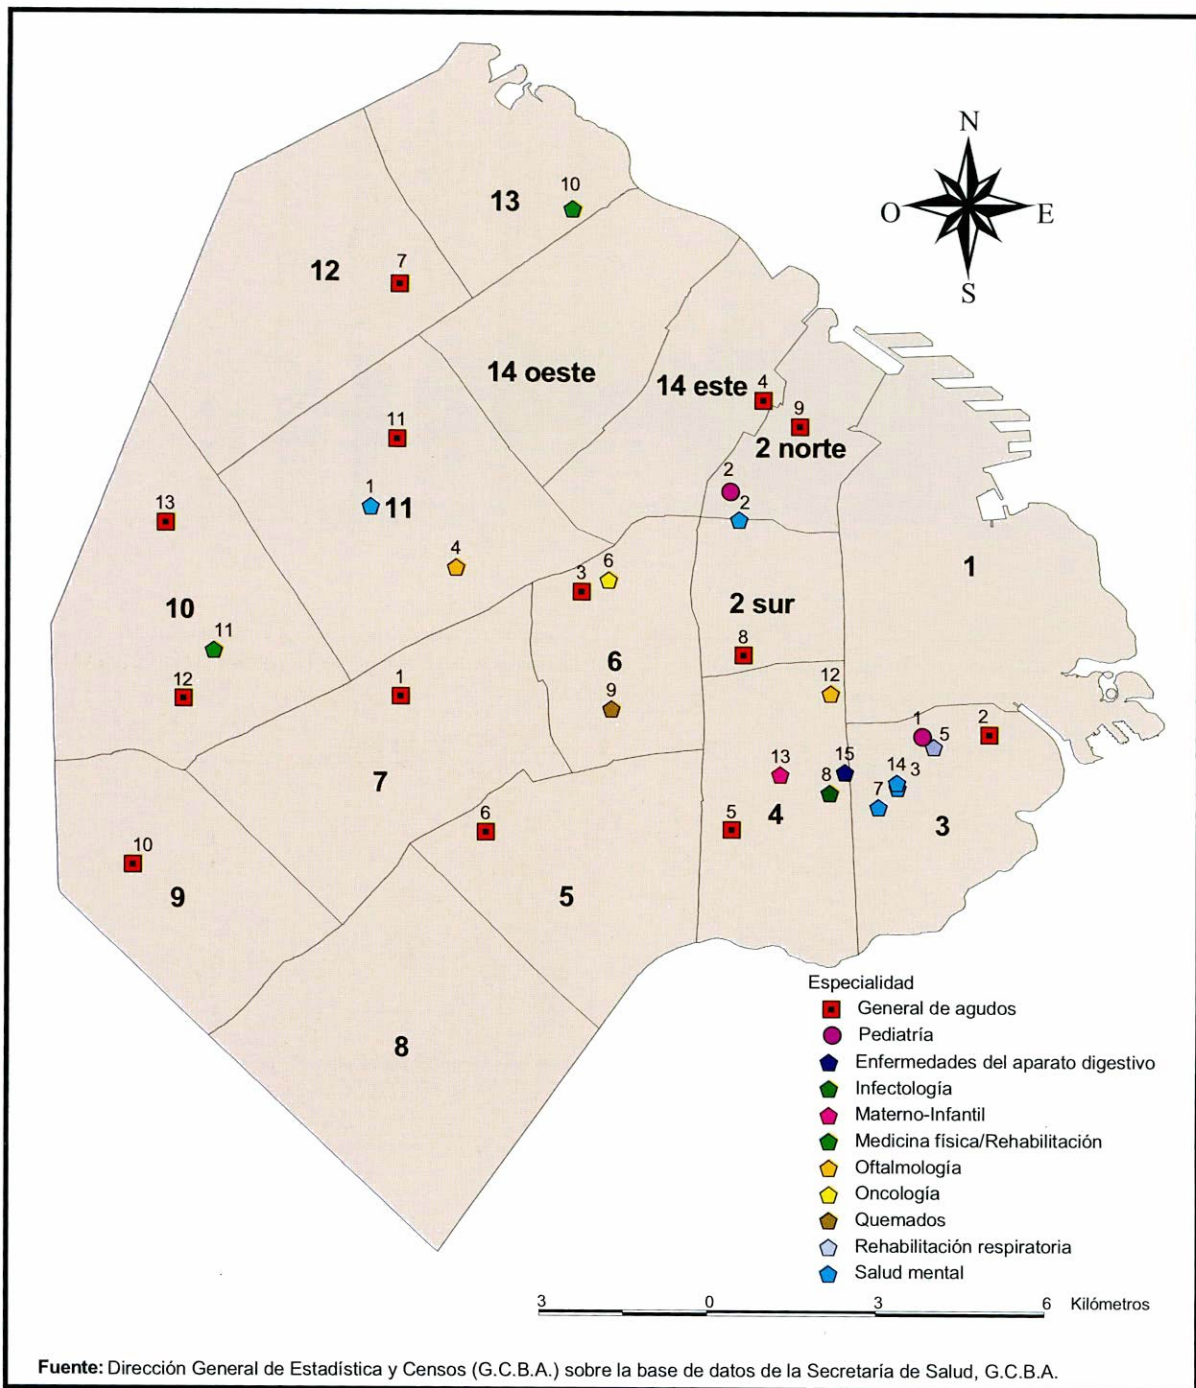 N
O
E
S
10
13
7
12
14 oeste
4
14 este
9
2 norte
11
2
1
11
2
13
4
1
3
6
10
2 sur
11
8
6
12
1
9
12
1
5
2
13
15
14
3
7
8
7
6
5
4
3
10
9
5
8
Especialidad
General de agudos
Pediatría
Enfermedades del aparato digestivo
Infectología
Materno-Infantil
Medicina física/Rehabilitación
Oftalmología
Oncología
Quemados
Rehabilitación respiratoria
Salud mental
3 0 3 6 Kilómetros
Fuente: Dirección General de Estadística y Censos (G.C.B.A.) sobre la base de datos de la Secretaría de Salud, G.C.B.A.